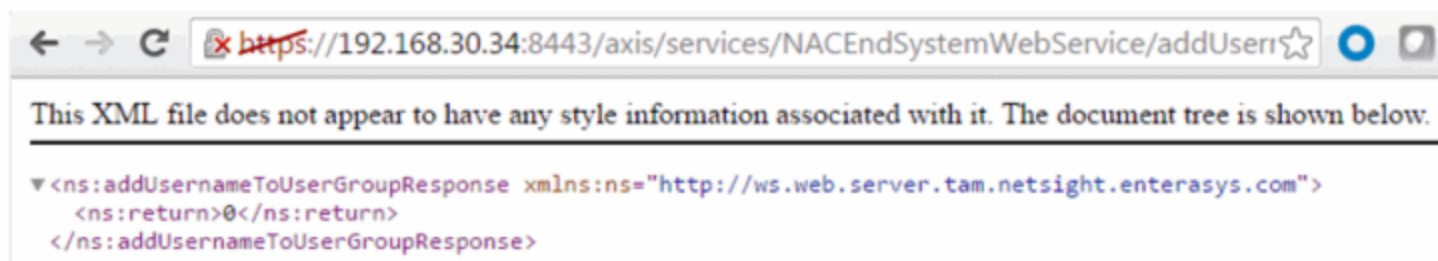 https://192.168.30.34:8443/axis/services/NACEndSystemWebService/addUsern
This XML file does not appear to have any style information associated with it. The document tree is shown below.
▼<ns:addUsernameToUserGroupResponse xmlns:ns="http://ws.web.server.tam.netsight.enterasys.com">
<ns:return>0</ns:return>
</ns:addUsernameToUserGroupResponse>